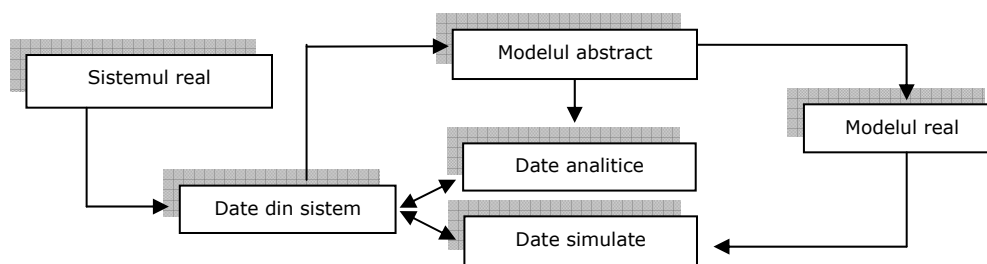 Modelul abstract
Sistemul real
Modelul real
Date analitice
Date din sistem
Date simulate